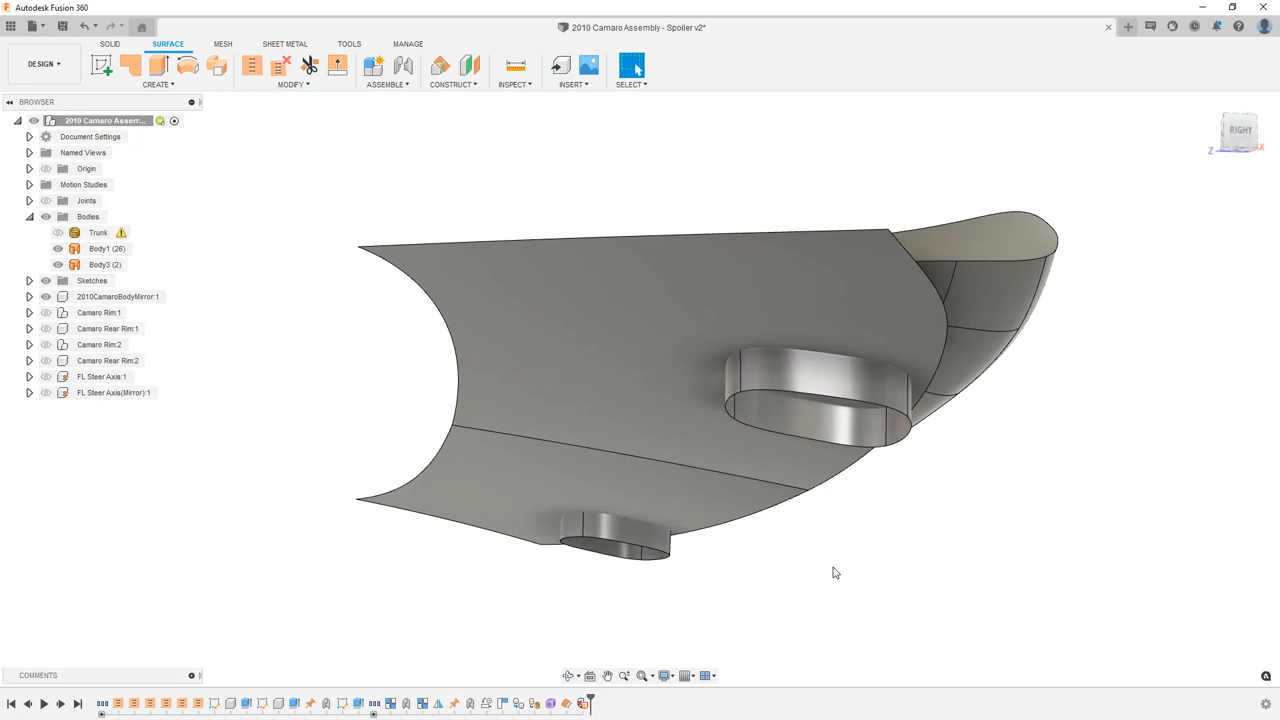 Autodesk Fusion 360
2010 Camaro Assembly - Spoiler v2*
SOLID
SURFACE
MESH
SHEET METAL
TOOLS
MANAGE
DESIGN
CREATE
MODIFY
ASSEMBLE
CONSTRUCT
INSPECT
INSERT
SELECT
BROWSER
2010 Camaro Assem...
Document Settings
Named Views
Origin
Motion Studies
Joints
Bodies
Trunk
Body1 (26)
Body3 (2)
Sketches
2010CamaroBodyMirror:1
Camaro Rim:1
Camaro Rear Rim:1
Camaro Rim:2
Camaro Rear Rim:2
FL Steer Axis:1
FL Steer Axis(Mirror):1
RIGHT
Z
X
COMMENTS